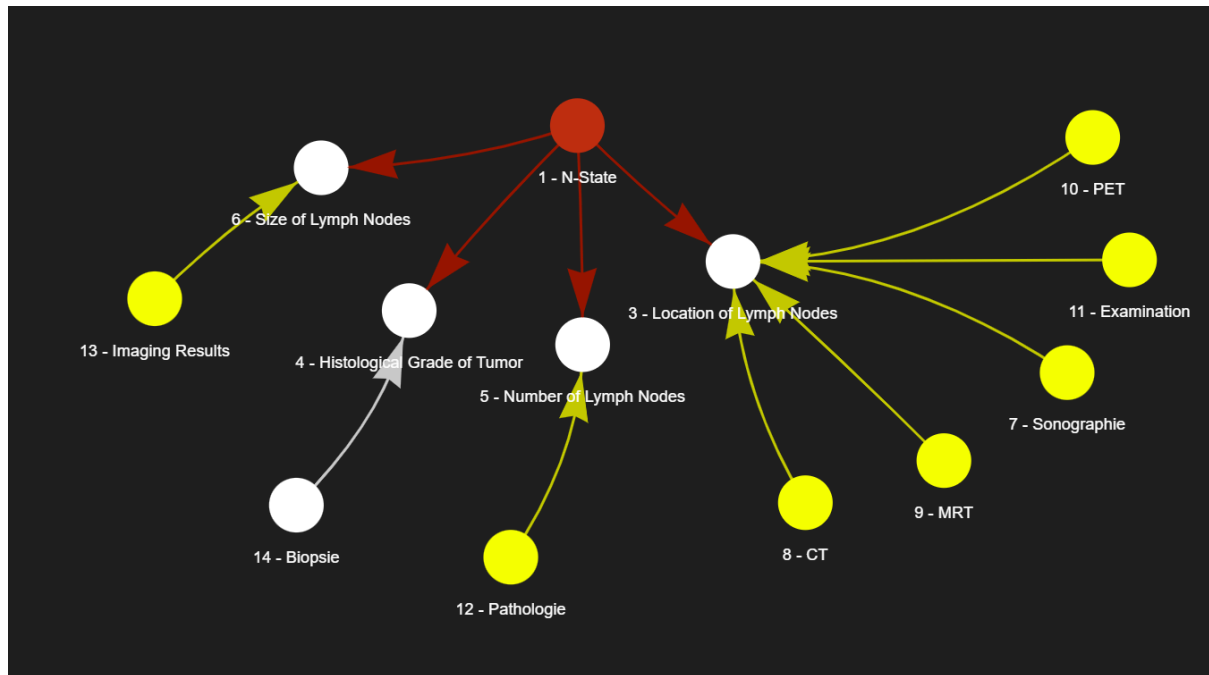 1 - N-State
10 - PET
6 - Size of Lymph Nodes
11 - Examination
3 - Location of Lymph Nodes
13 - Imaging Results
4 - Histological Grade of Tumor
5 - Number of Lymph Nodes
7 - Sonographie
9 - MRT
8 - CT
14 - Biopsie
12 - Pathologie